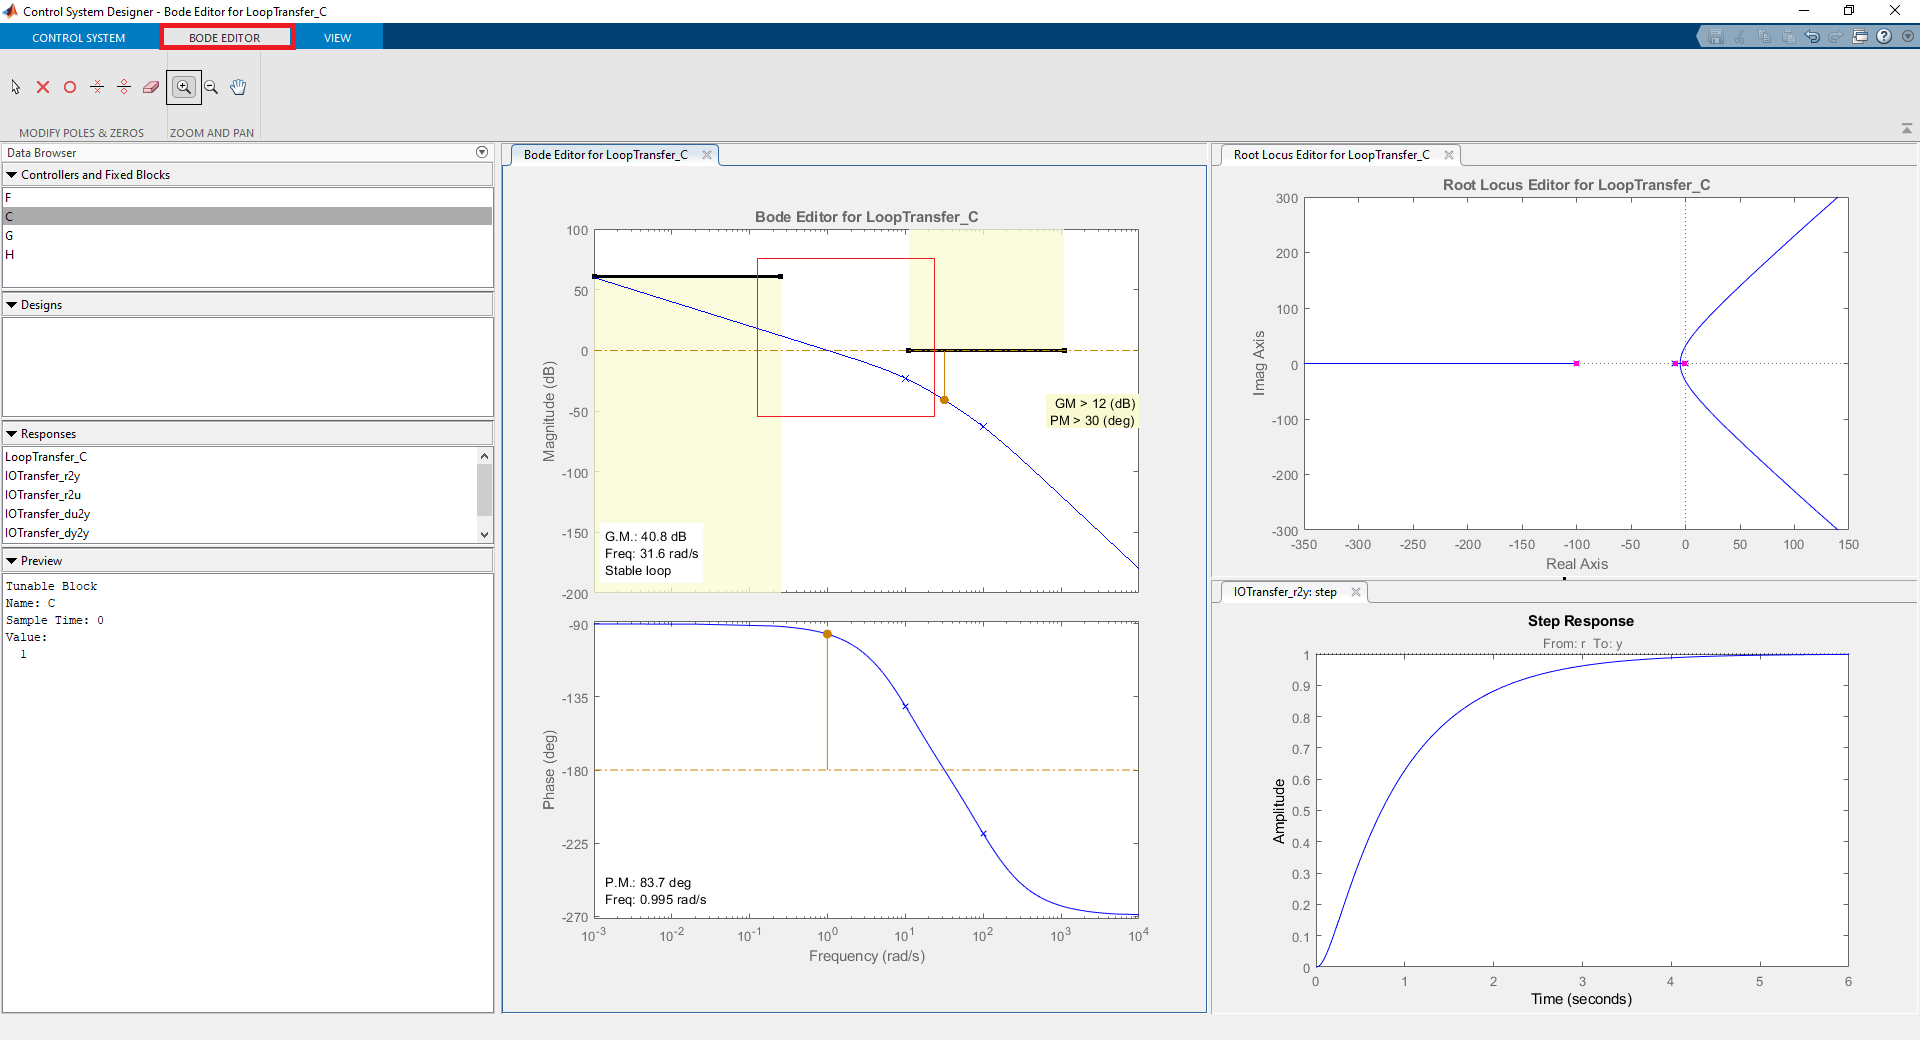 Control System Designer - Bode Editor for LoopTransfer_C
CONTROL SYSTEM
BODE EDITOR
VIEW
MODIFY POLES & ZEROS
ZOOM AND PAN
Data Browser
Controllers and Fixed Blocks
F
C
G
H
Designs
Responses
LoopTransfer_C
IOTransfer_r2y
IOTransfer_r2u
IOTransfer_du2y
IOTransfer_dy2y
Preview
Tunable Block
Name: C
Sample Time: 0
Value:
1
Bode Editor for LoopTransfer_C
Bode Editor for LoopTransfer_C
100
50
0
-50
-100
-150
-200
Magnitude (dB)
GM > 12 (dB)
PM > 30 (deg)
G.M.: 40.8 dB
Freq: 31.6 rad/s
Stable loop
-90
-135
-180
-225
-270
Phase (deg)
P.M.: 83.7 deg
Freq: 0.995 rad/s
10-3 10-2 10-1 100 101 102 103 104
Frequency (rad/s)
Root Locus Editor for LoopTransfer_C
Root Locus Editor for LoopTransfer_C
300
200
100
0
-100
-200
-300
Imag Axis
-350 -300 -250 -200 -150 -100 -50 0 50 100 150
Real Axis
IOTransfer_r2y: step
Step Response
From: r To: y
1
0.9
0.8
0.7
0.6
0.5
0.4
0.3
0.2
0.1
0
Amplitude
0 1 2 3 4 5 6
Time (seconds)